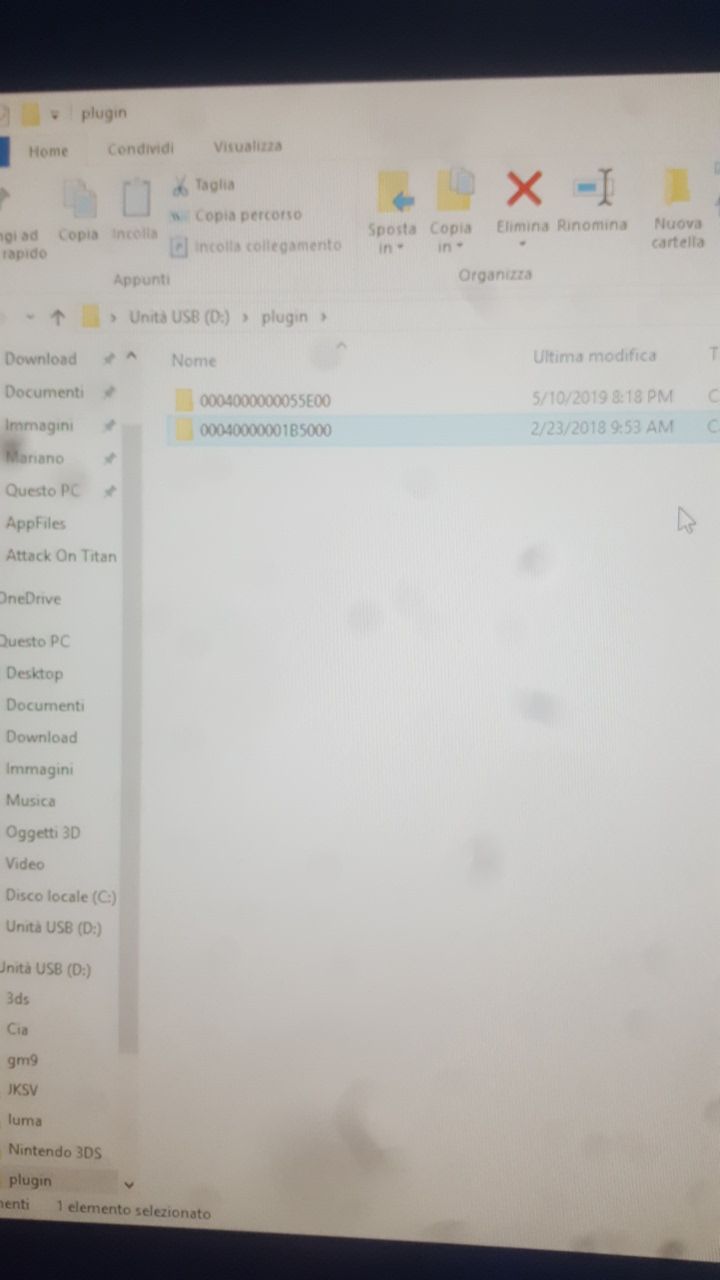 plugin
Home Condividi Visualizza
Taglia
Copia percorso
Incolla collegamento
Copia Incolla
rapido
Appunti
Sposta in
Copia in
Elimina Rinomina
Nuova cartella
Organizza
Unità USB (D:) › plugin ›
Nome Ultima modifica
0004000000055E00 5/10/2019 8:18 PM
00040000001B5000 2/23/2018 9:53 AM
Download
Documenti
Immagini
Mariano
Questo PC
AppFiles
Attack On Titan
OneDrive
Questo PC
Desktop
Documenti
Download
Immagini
Musica
Oggetti 3D
Video
Disco locale (C:)
Unità USB (D:)
Unità USB (D:)
3ds
Cia
gm9
JKSV
luma
Nintendo 3DS
plugin
1 elemento selezionato